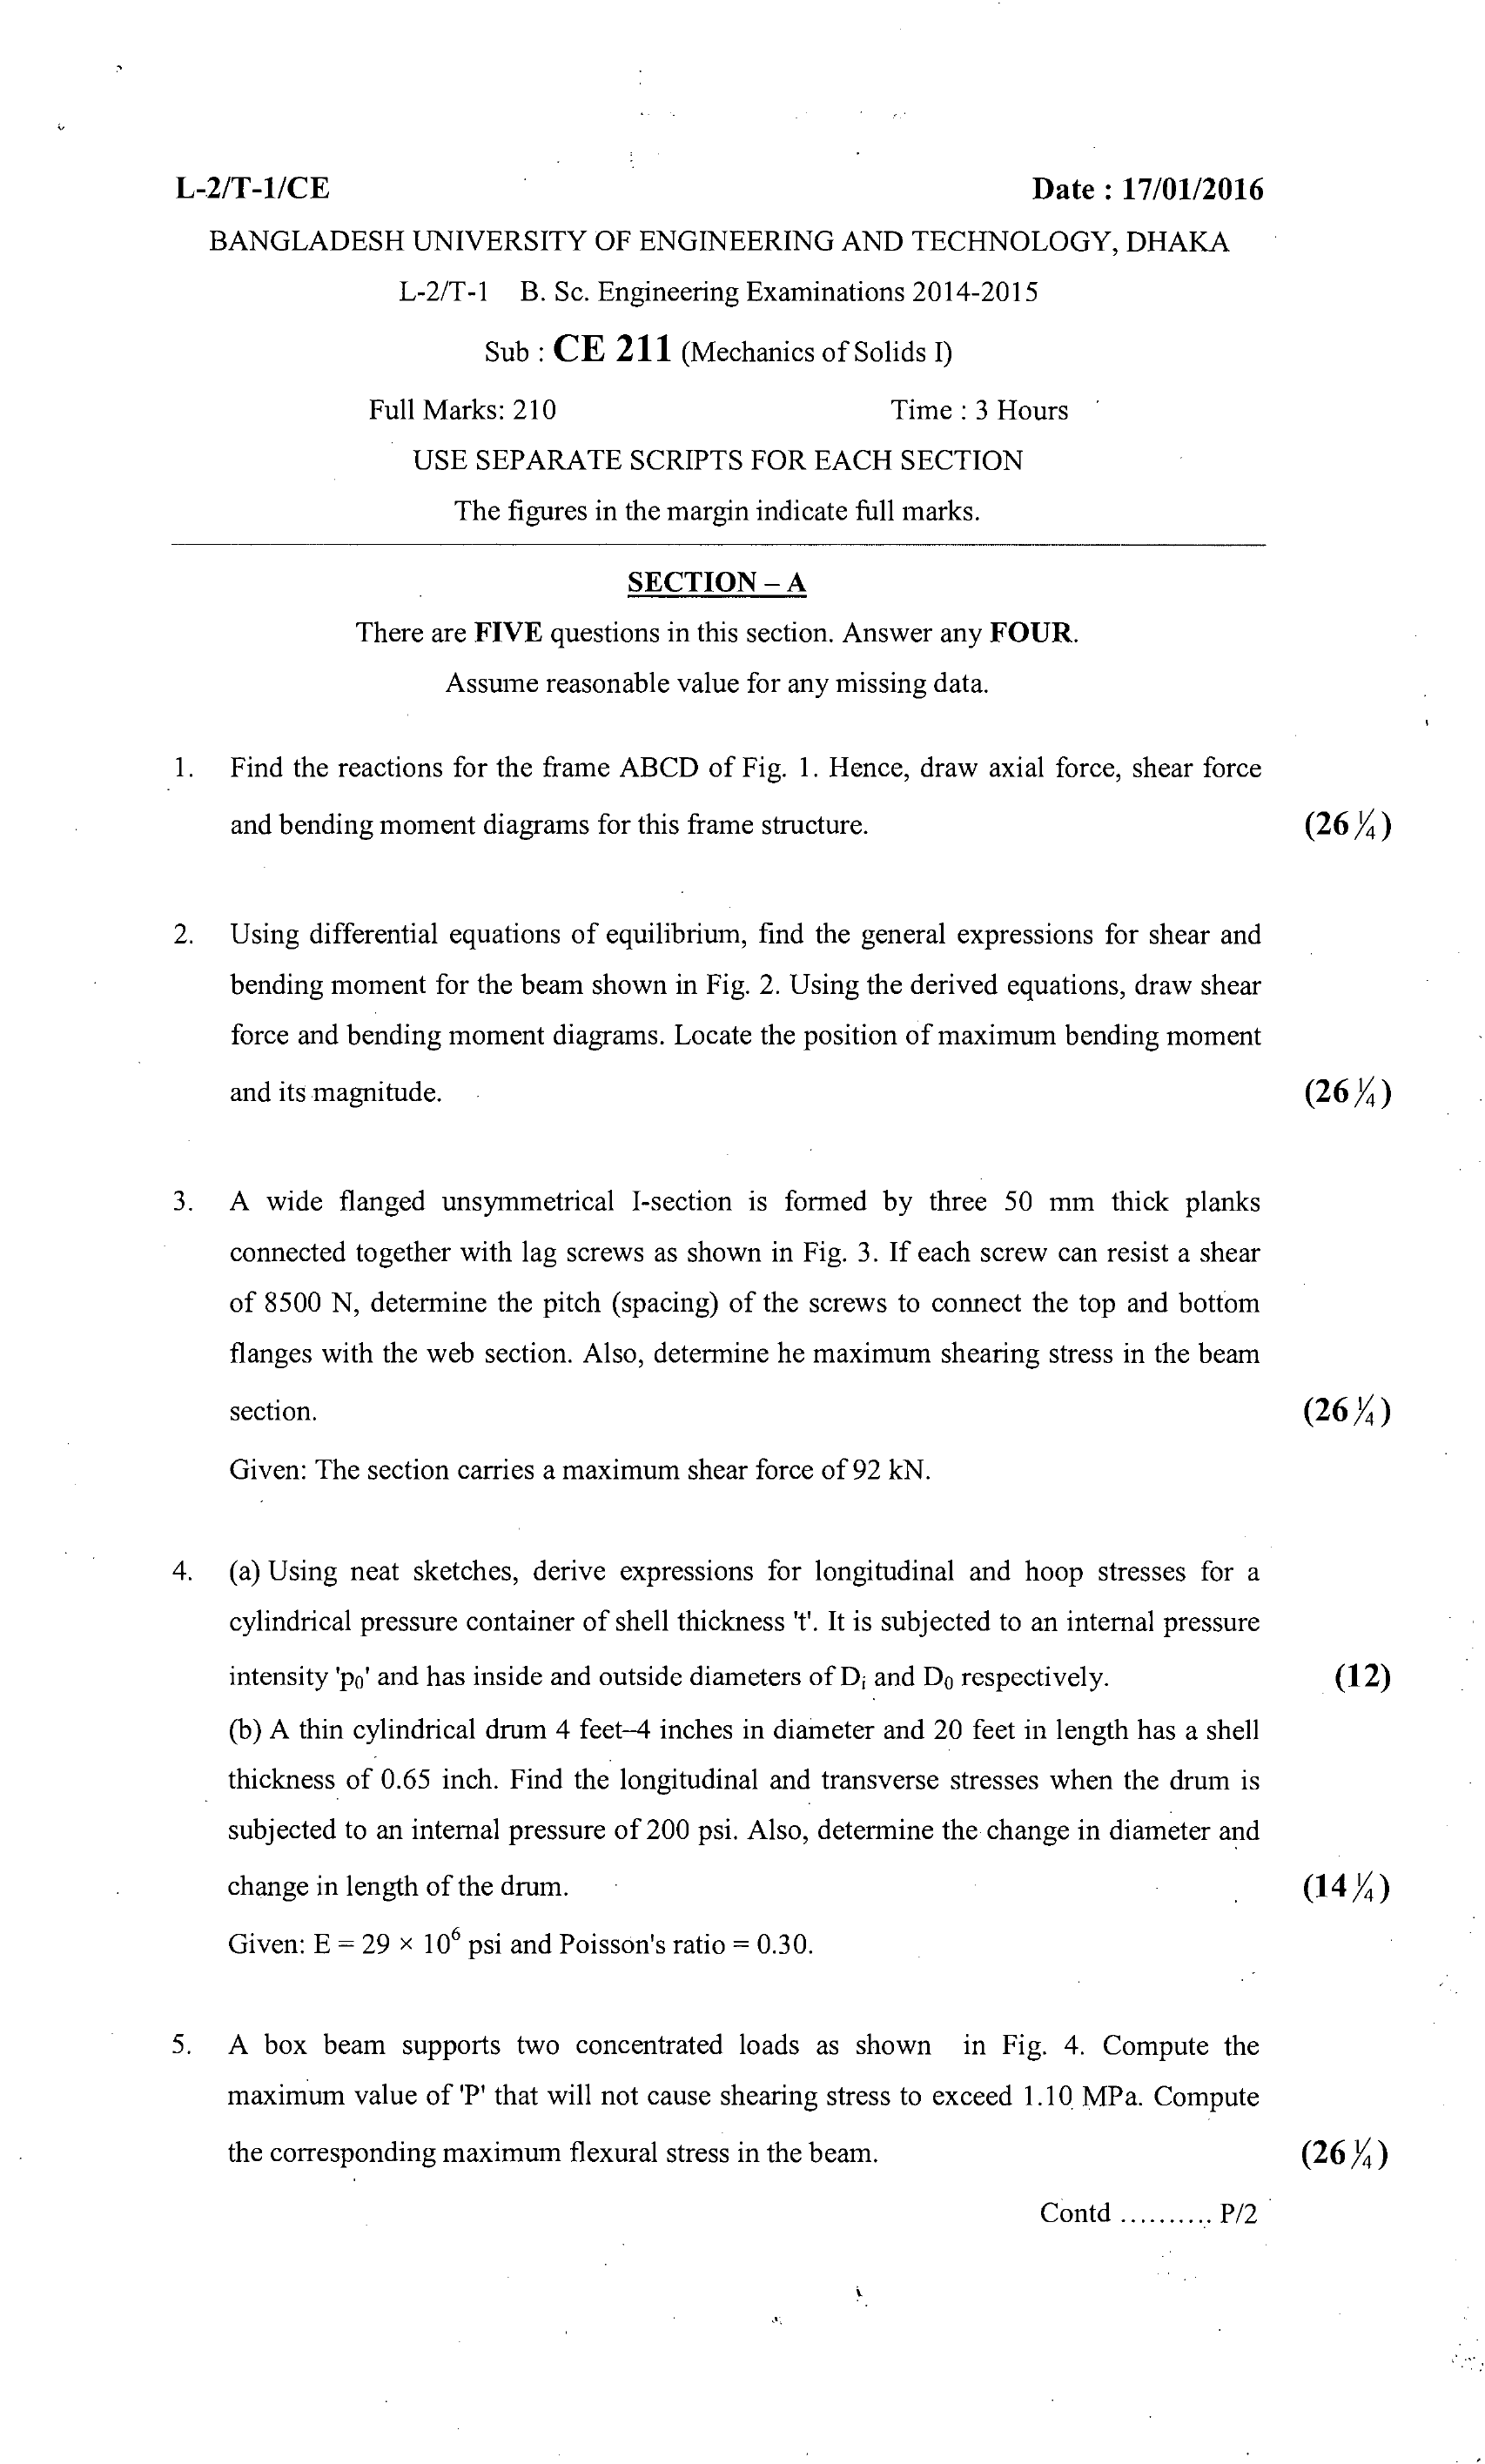 L-2/T-1/CE Date : 17/01/2016
BANGLADESH UNIVERSITY OF ENGINEERING AND TECHNOLOGY, DHAKA
L-2/T-1 B. Sc. Engineering Examinations 2014-2015
Sub : CE 211 (Mechanics of Solids I)
Full Marks: 210 Time : 3 Hours
USE SEPARATE SCRIPTS FOR EACH SECTION
The figures in the margin indicate full marks.
SECTION – A
There are FIVE questions in this section. Answer any FOUR.
Assume reasonable value for any missing data.
1. Find the reactions for the frame ABCD of Fig. 1. Hence, draw axial force, shear force
and bending moment diagrams for this frame structure. (26 ¼)
2. Using differential equations of equilibrium, find the general expressions for shear and
bending moment for the beam shown in Fig. 2. Using the derived equations, draw shear
force and bending moment diagrams. Locate the position of maximum bending moment
and its magnitude. (26 ¼)
3. A wide flanged unsymmetrical I-section is formed by three 50 mm thick planks
connected together with lag screws as shown in Fig. 3. If each screw can resist a shear
of 8500 N, determine the pitch (spacing) of the screws to connect the top and bottom
flanges with the web section. Also, determine he maximum shearing stress in the beam
section. (26 ¼)
Given: The section carries a maximum shear force of 92 kN.
4. (a) Using neat sketches, derive expressions for longitudinal and hoop stresses for a
cylindrical pressure container of shell thickness 't'. It is subjected to an internal pressure
intensity 'p₀' and has inside and outside diameters of Dᵢ and D₀ respectively. (12)
(b) A thin cylindrical drum 4 feet–4 inches in diameter and 20 feet in length has a shell
thickness of 0.65 inch. Find the longitudinal and transverse stresses when the drum is
subjected to an internal pressure of 200 psi. Also, determine the change in diameter and
change in length of the drum. (14 ¼)
Given: E = 29 × 10⁶ psi and Poisson's ratio = 0.30.
5. A box beam supports two concentrated loads as shown in Fig. 4. Compute the
maximum value of 'P' that will not cause shearing stress to exceed 1.10 MPa. Compute
the corresponding maximum flexural stress in the beam. (26 ¼)
Contd .......... P/2